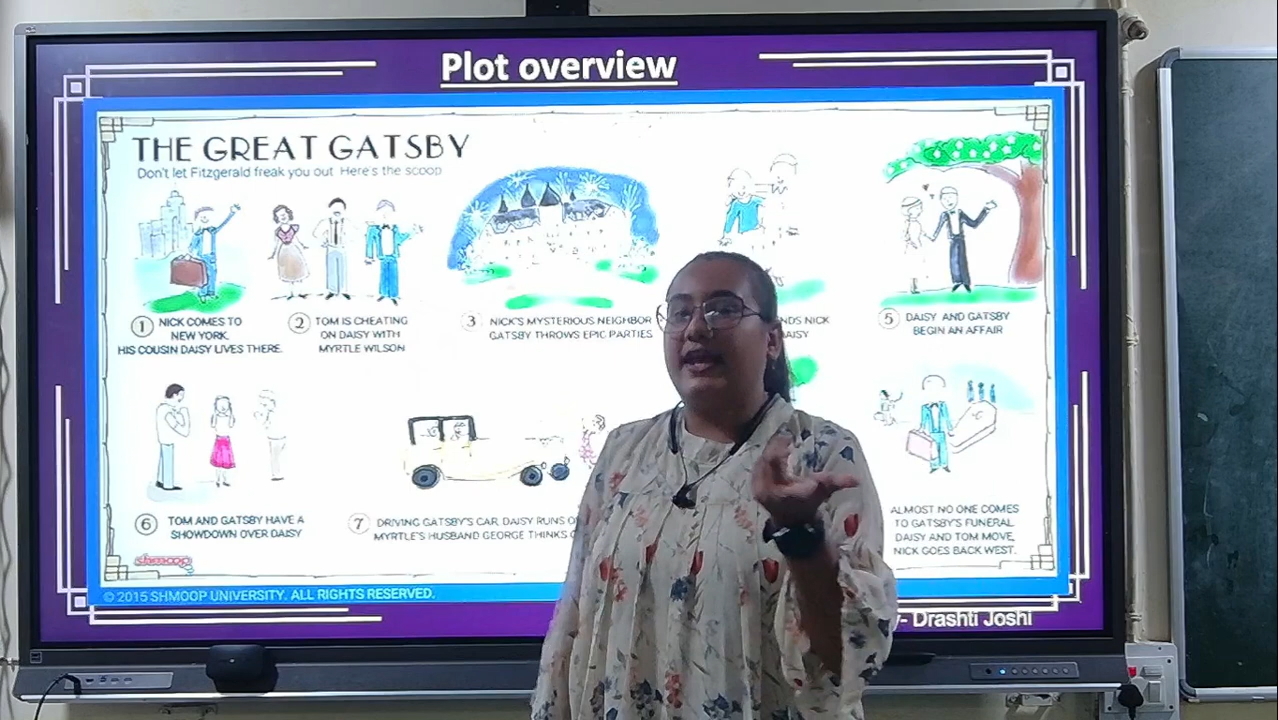 Plot overview
THE GREAT GATSBY
Don't let Fitzgerald freak you out Here's the scoop
1 NICK COMES TO
NEW YORK.
HIS COUSIN DAISY LIVES THERE.
2 TOM IS CHEATING
ON DAISY WITH
MYRTLE WILSON
3 NICK'S MYSTERIOUS NEIGHBOR
GATSBY THROWS EPIC PARTIES
NICK
5 DAISY AND GATSBY
BEGIN AN AFFAIR
6 TOM AND GATSBY HAVE A
SHOWDOWN OVER DAISY
7 DRIVING GATSBY'S CAR, DAISY RUNS
MYRTLE'S HUSBAND GEORGE THINKS
ALMOST NO ONE COMES
TO GATSBY'S FUNERAL
DAISY AND TOM MOVE,
NICK GOES BACK WEST.
shmoop
© 2015 SHMOOP UNIVERSITY. ALL RIGHTS RESERVED.
- Drashti Joshi